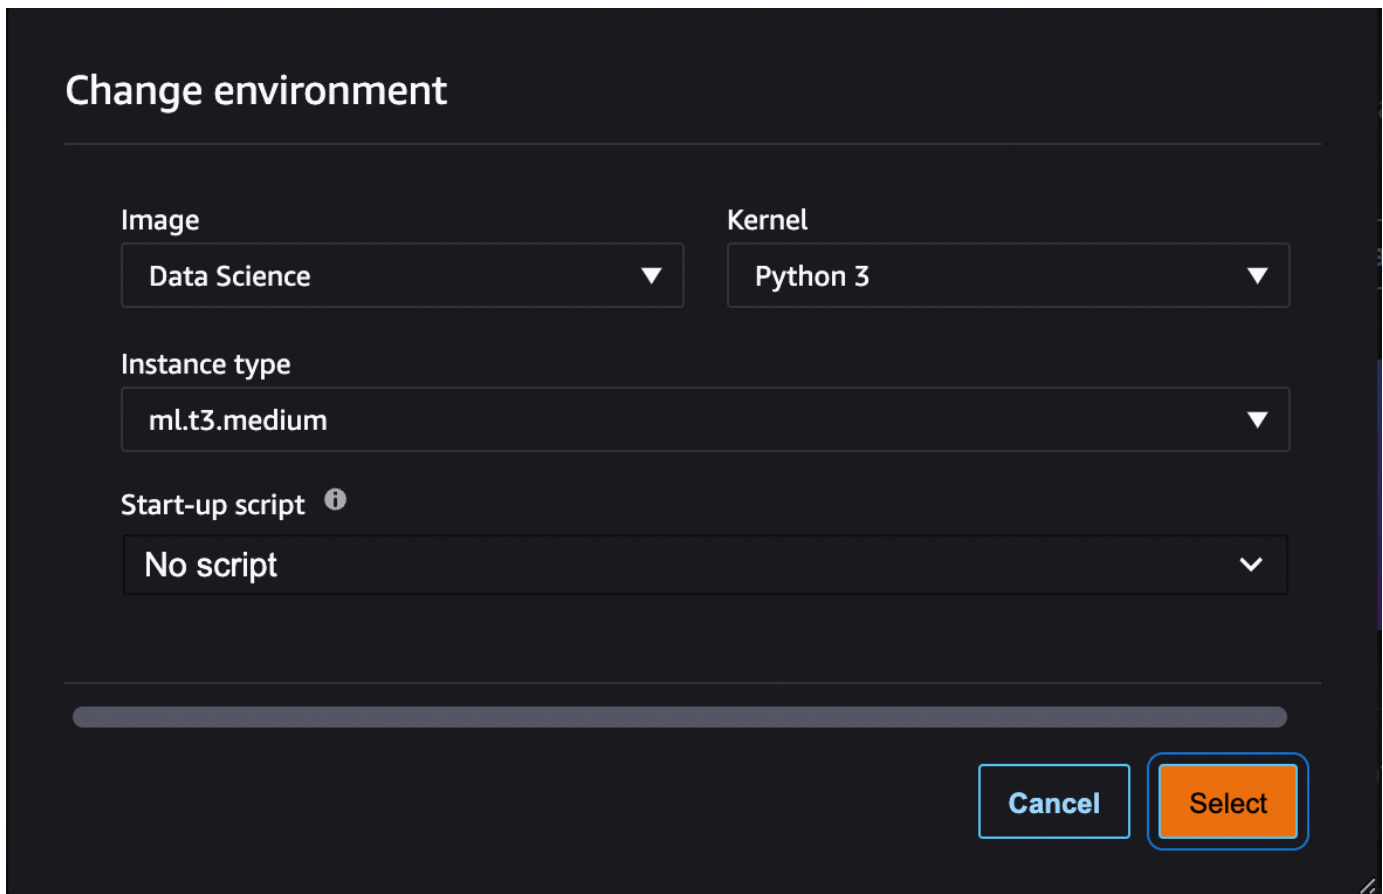 Change environment
Image
Kernel
Data Science
Python 3
Instance type
ml.t3.medium
Start-up script
No script
Cancel
Select